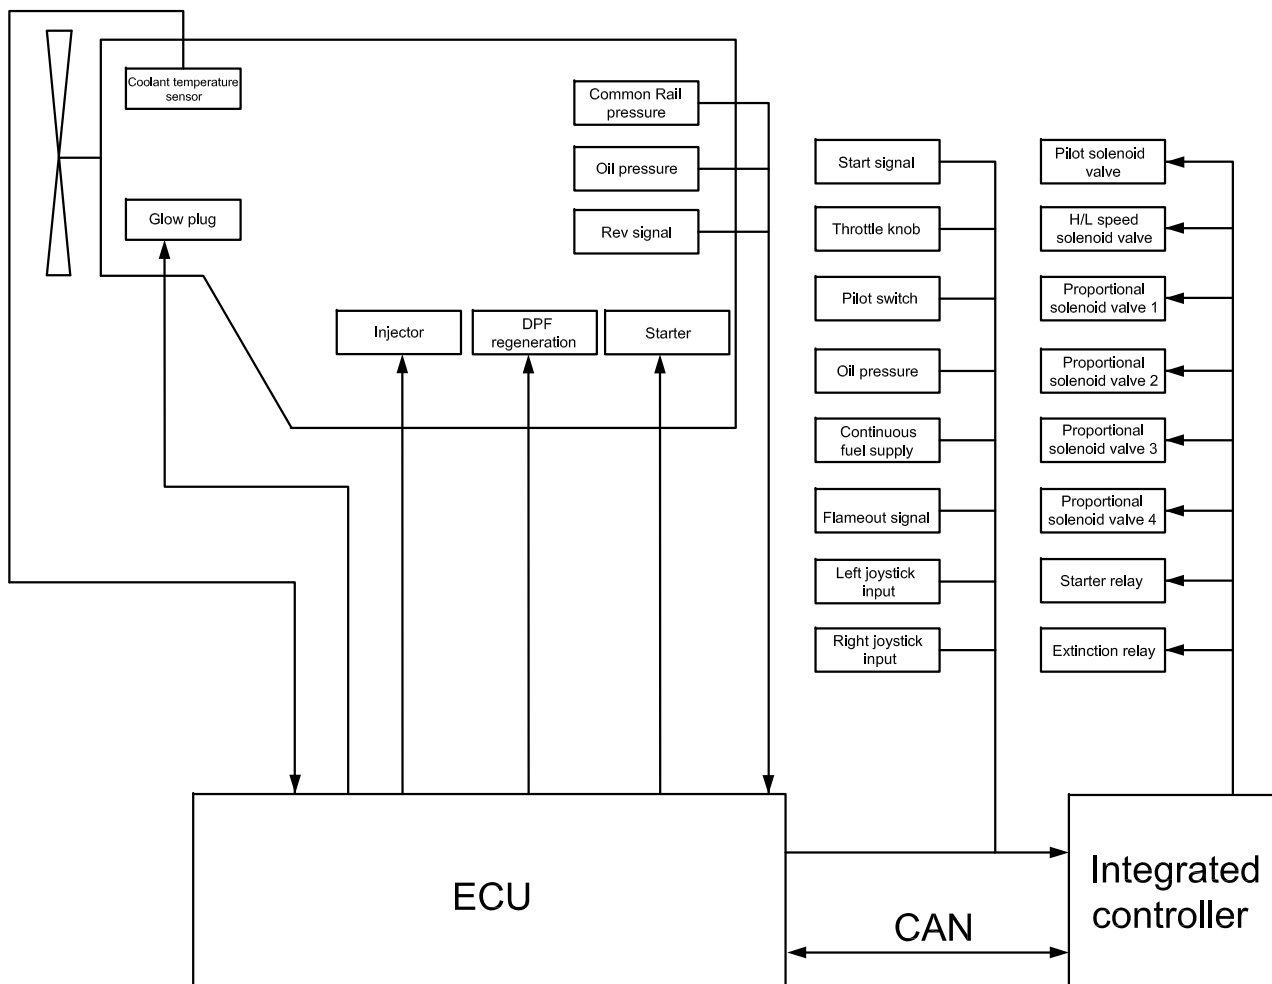 Coolant temperature
sensor
Glow plug
Common Rail
pressure
Oil pressure
Rev signal
Injector
DPF
regeneration
Starter
Start signal
Throttle knob
Pilot switch
Oil pressure
Continuous
fuel supply
Flameout signal
Left joystick
input
Right joystick
input
Pilot solenoid
valve
H/L speed
solenoid valve
Proportional
solenoid valve 1
Proportional
solenoid valve 2
Proportional
solenoid valve 3
Proportional
solenoid valve 4
Starter relay
Extinction relay
ECU
CAN
Integrated
controller